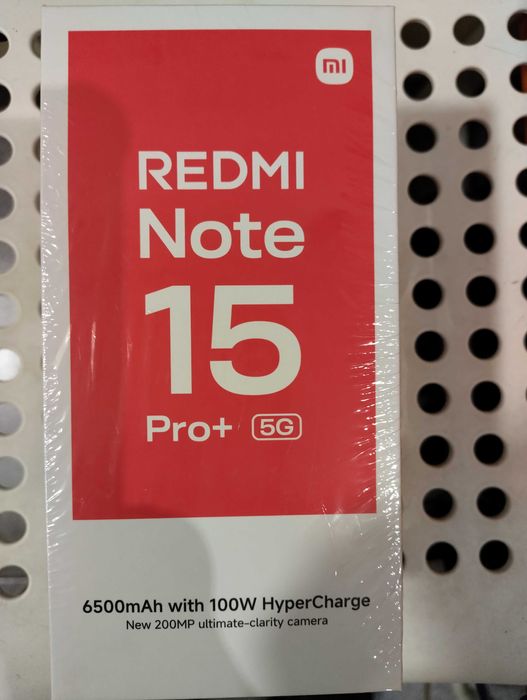 mi
REDMI
Note
15
Pro+ 5G
6500mAh with 100W HyperCharge
New 200MP ultimate-clarity camera